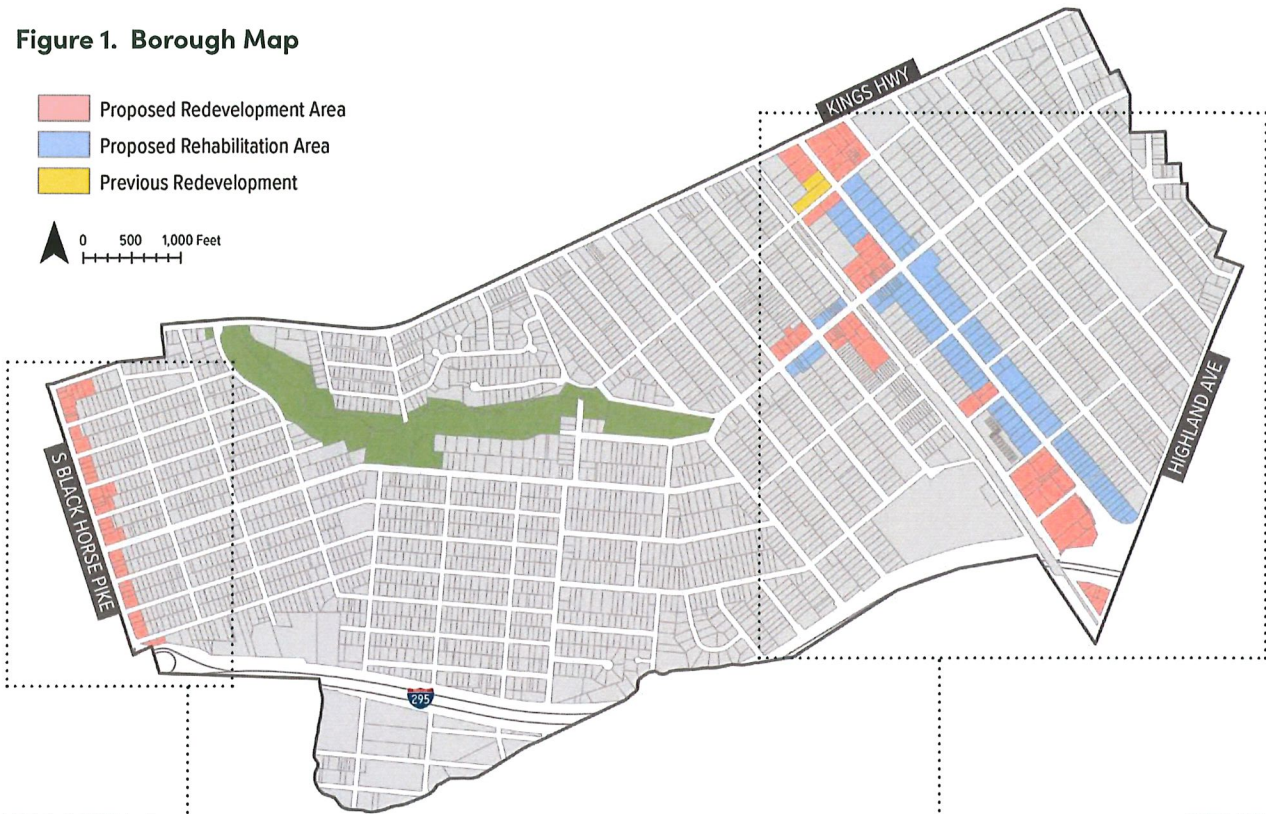 Figure 1. Borough Map
Proposed Redevelopment Area
Proposed Rehabilitation Area
Previous Redevelopment
0 500 1,000 Feet
KINGS HWY
HIGHLAND AVE
S BLACK HORSE PIKE
295